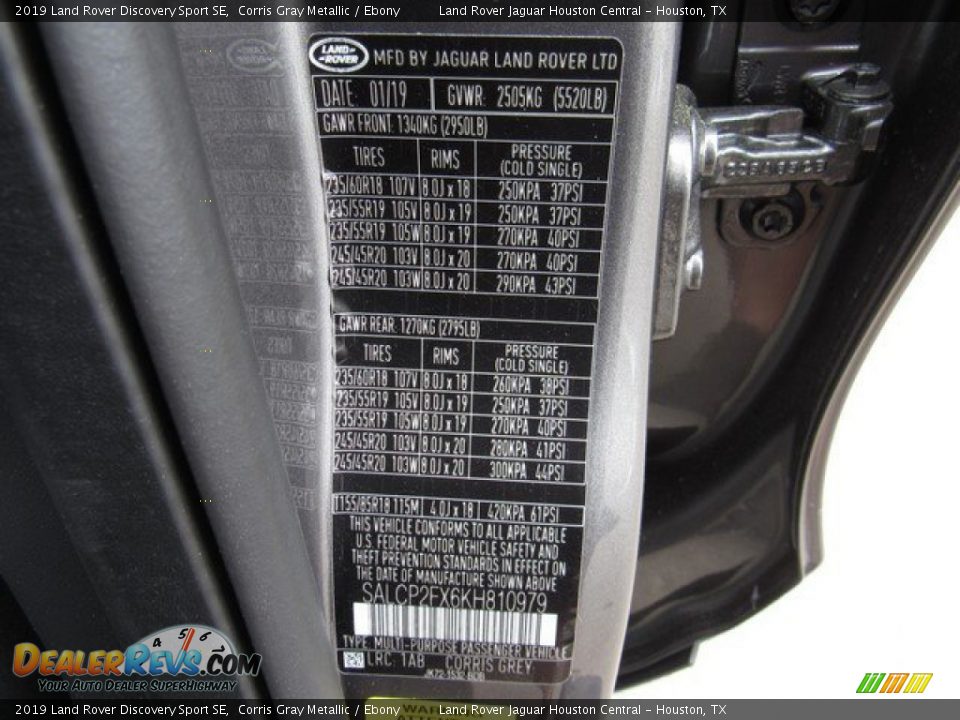 2019 Land Rover Discovery Sport SE, Corris Gray Metallic / Ebony Land Rover Jaguar Houston Central - Houston, TX
LAND-ROVER MFD BY JAGUAR LAND ROVER LTD
DATE: 01/19 GVWR: 2505KG (5520LB)
GAWR FRONT: 1340KG (2950LB)
TIRES RIMS PRESSURE (COLD SINGLE)
235/60R18 107V 8.0J x 18 250KPA 37PSI
235/55R19 105V 8.0J x 19 250KPA 37PSI
235/55R19 105W 8.0J x 19 270KPA 40PSI
245/45R20 103V 8.0J x 20 270KPA 40PSI
245/45R20 103W 8.0J x 20 290KPA 43PSI
GAWR REAR: 1270KG (2795LB)
TIRES RIMS PRESSURE (COLD SINGLE)
235/60R18 107V 8.0J x 18 260KPA 38PSI
235/55R19 105V 8.0J x 19 250KPA 37PSI
235/55R19 105W 8.0J x 19 270KPA 40PSI
245/45R20 103V 8.0J x 20 280KPA 41PSI
245/45R20 103W 8.0J x 20 300KPA 44PSI
T155/85R18 115M 4.0J x 18 420KPA 61PSI
THIS VEHICLE CONFORMS TO ALL APPLICABLE
U.S. FEDERAL MOTOR VEHICLE SAFETY AND
THEFT PREVENTION STANDARDS IN EFFECT ON
THE DATE OF MANUFACTURE SHOWN ABOVE
SALCP2FX6KH810979
TYPE: MULTI-PURPOSE PASSENGER VEHICLE
LRC: 1AB CORRIS GREY
WARNING
DEALERREVS.COM
Your Auto Dealer SuperHighway
2019 Land Rover Discovery Sport SE, Corris Gray Metallic / Ebony Land Rover Jaguar Houston Central - Houston, TX